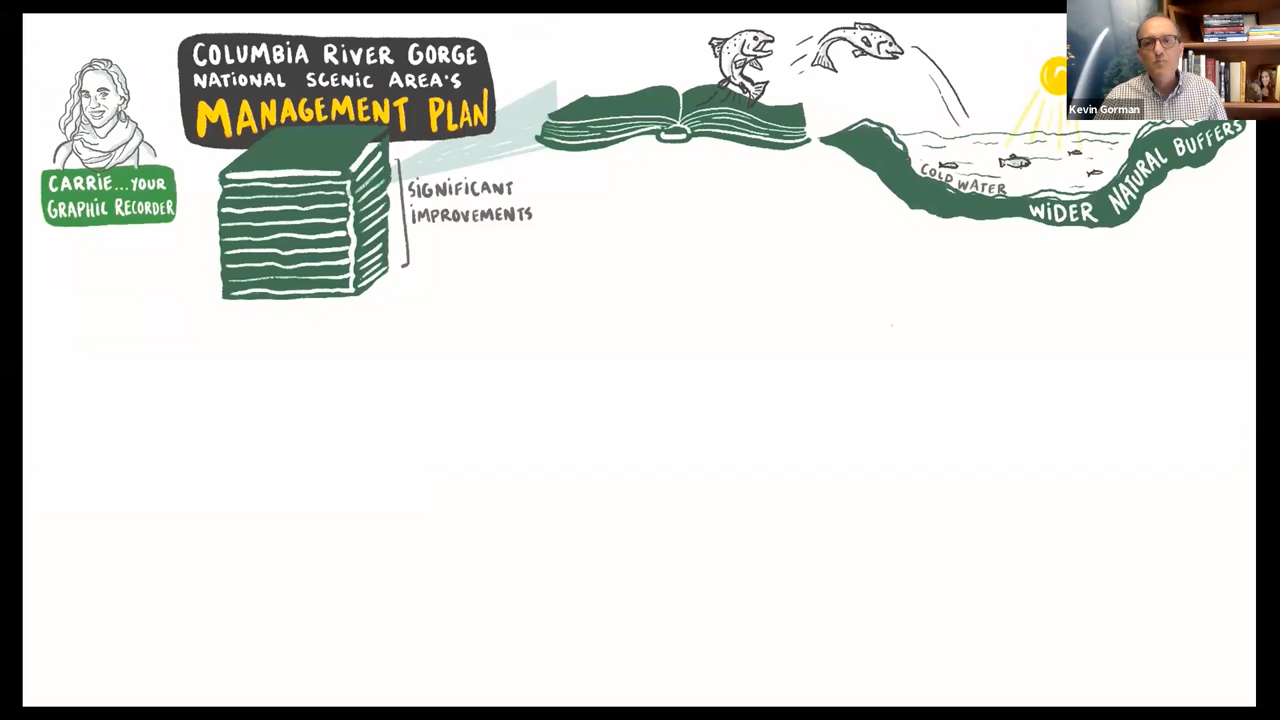 COLUMBIA RIVER GORGE
NATIONAL SCENIC AREA'S
MANAGEMENT PLAN
CARRIE...YOUR
GRAPHIC RECORDER
SIGNIFICANT
IMPROVEMENTS
COLD WATER
WIDER NATURAL BUFFERS
Kevin Gorman